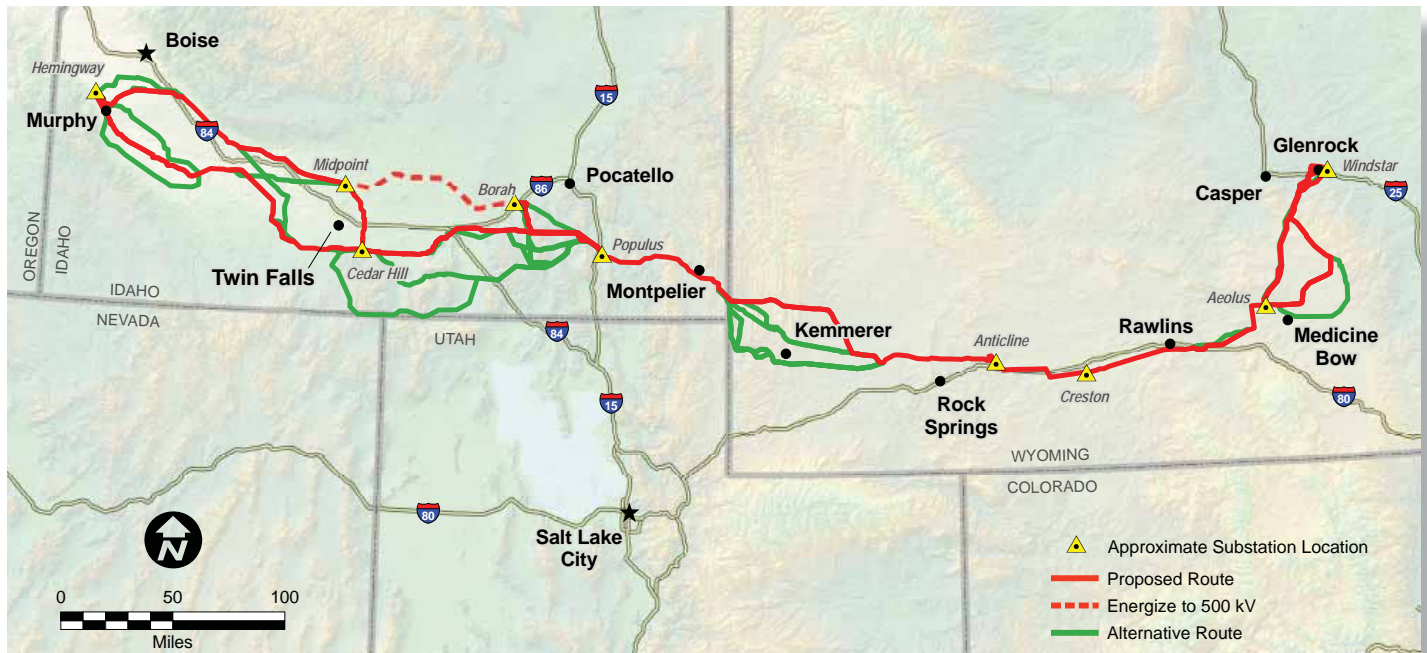 Boise
Hemingway
15
Murphy
84
Glenrock
Midpoint
Windstar
Borah
86
Pocatello
Casper
25
OREGON
IDAHO
Populus
Twin Falls
Cedar Hill
Montpelier
IDAHO
NEVADA
UTAH
84
Kemmerer
Anticline
Rawlins
Aeolus
Medicine
Bow
15
Rock
Springs
Creston
80
WYOMING
COLORADO
80
Salt Lake
City
N
0
50
100
Miles
Approximate Substation Location
Proposed Route
Energize to 500 kV
Alternative Route